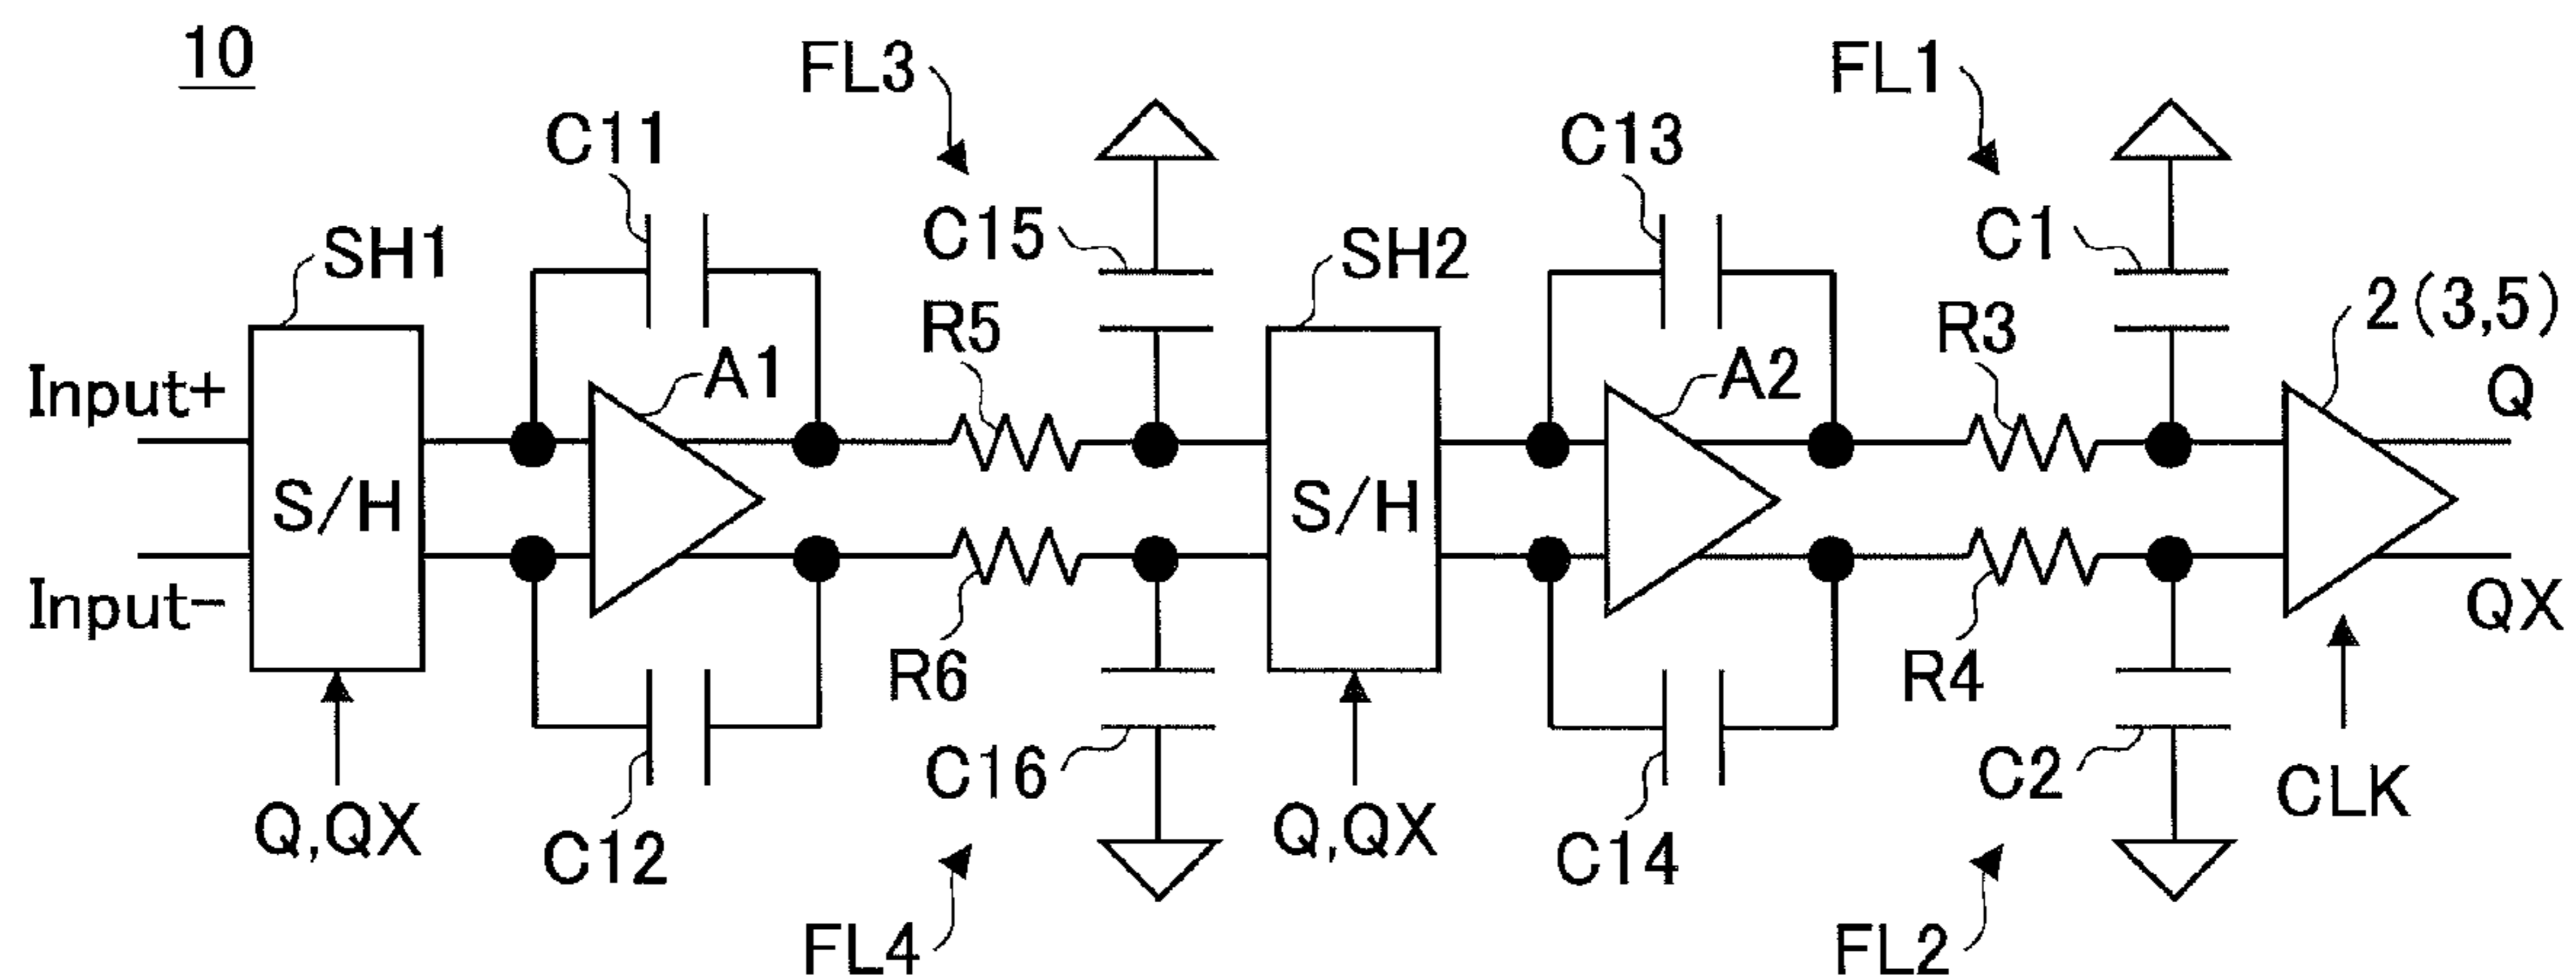 10
FL3
FL1
C11
C13
C15
C1
SH1
SH2
R5
R3
2(3,5)
Input+
A1
A2
Q
S/H
S/H
Input-
QX
R6
R4
C16
C2
CLK
Q,QX
C12
Q,QX
C14
FL4
FL2